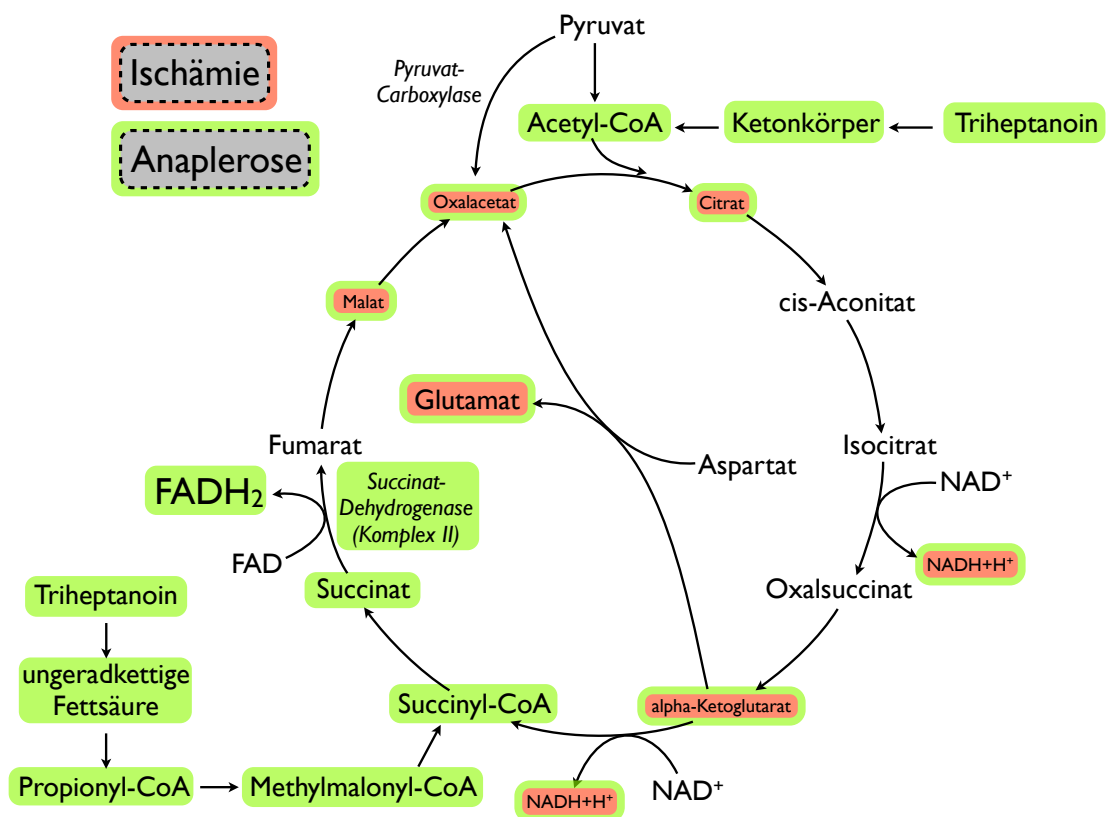 Pyruvat
Ischämie
Pyruvat-
Carboxylase
Acetyl-CoA
Ketonkörper
Triheptanoin
Anaplerose
Oxalacetat
Citrat
Malat
cis-Aconitat
Glutamat
Fumarat
Isocitrat
Aspartat
Succinat-
Dehydrogenase
(Komplex II)
FADH₂
NAD⁺
FAD
NADH+H⁺
Triheptanoin
Succinat
Oxalsuccinat
ungeradkettige
Fettsäure
Succinyl-CoA
alpha-Ketoglutarat
Propionyl-CoA
Methylmalonyl-CoA
NADH+H⁺
NAD⁺